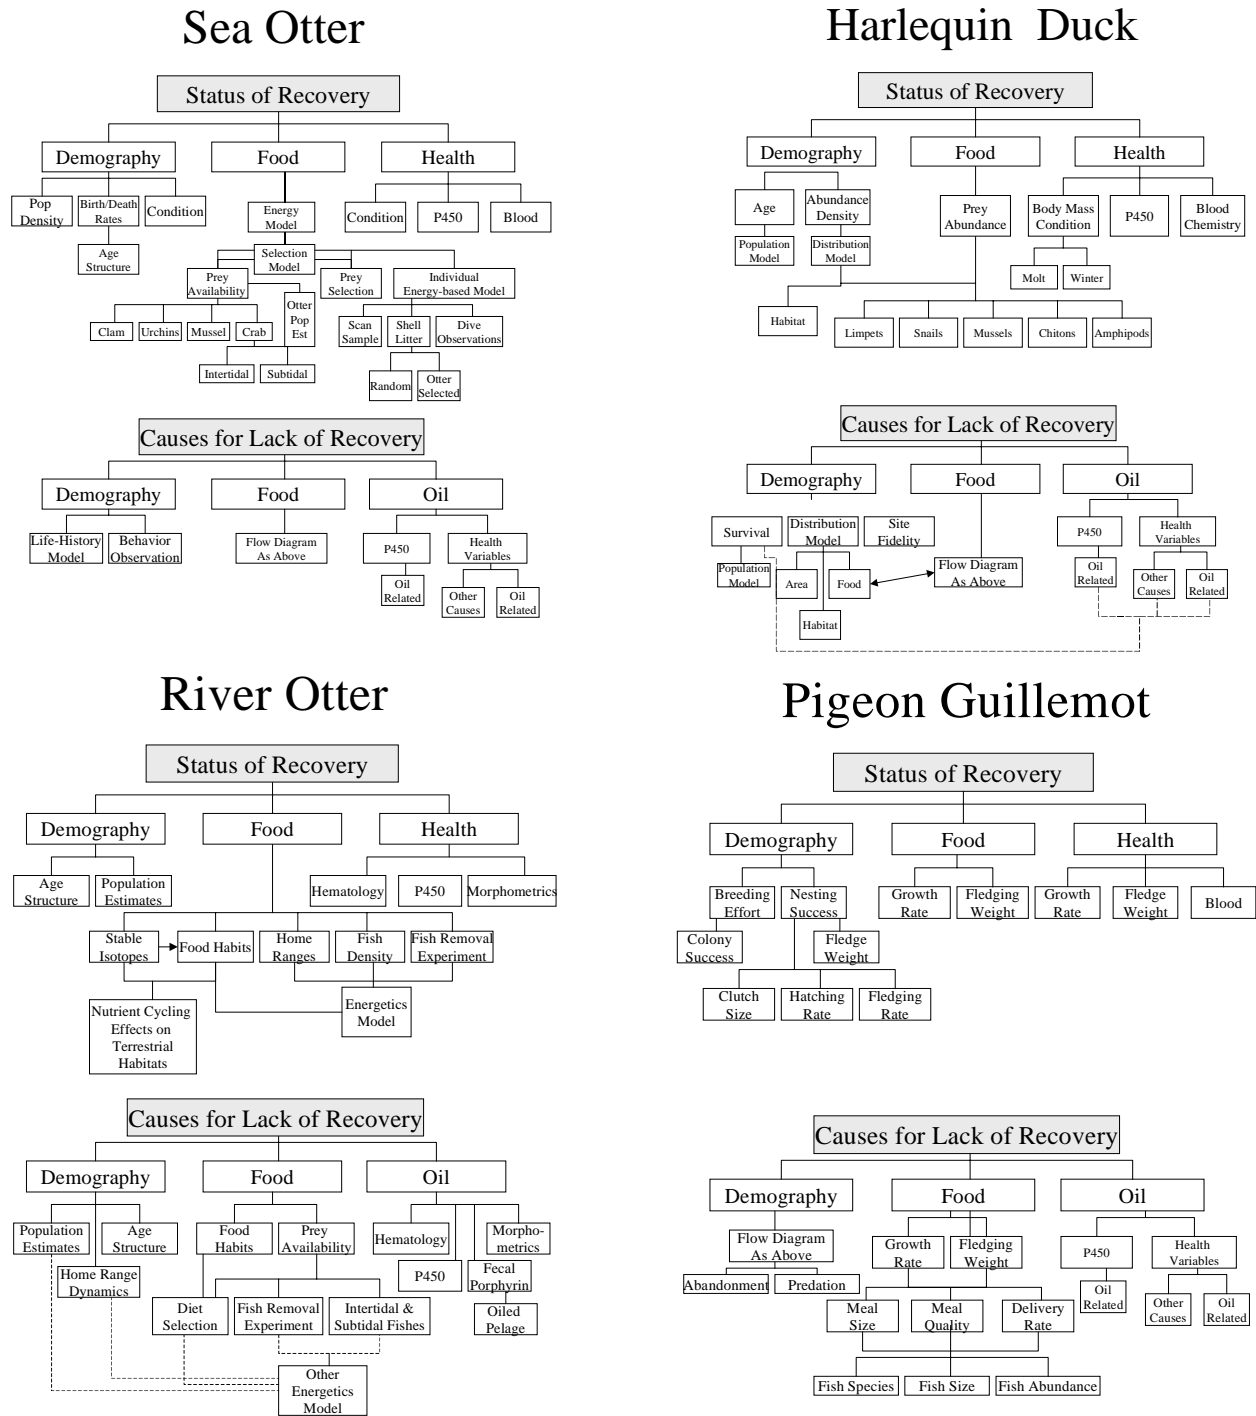 Sea Otter
Status of Recovery
Demography
Food
Health
Pop
Density
Birth/Death
Rates
Condition
Age
Structure
Energy
Model
Selection
Model
Condition
P450
Blood
Prey
Availability
Prey
Selection
Individual
Energy-based Model
Otter
Pop
Est
Clam
Urchins
Mussel
Crab
Intertidal
Subtidal
Scan
Sample
Shell
Litter
Dive
Observations
Random
Otter
Selected
Causes for Lack of Recovery
Demography
Food
Oil
Life-History
Model
Behavior
Observation
Flow Diagram
As Above
P450
Health
Variables
Oil
Related
Other
Causes
Oil
Related
Harlequin Duck
Status of Recovery
Demography
Food
Health
Age
Abundance
Density
Prey
Abundance
Body Mass
Condition
P450
Blood
Chemistry
Population
Model
Distribution
Model
Molt
Winter
Habitat
Limpets
Snails
Mussels
Chitons
Amphipods
Causes for Lack of Recovery
Demography
Food
Oil
Survival
Distribution
Model
Site
Fidelity
P450
Health
Variables
Population
Model
Area
Food
Flow Diagram
As Above
Oil
Related
Other
Causes
Oil
Related
Habitat
River Otter
Status of Recovery
Demography
Food
Health
Age
Structure
Population
Estimates
Hematology
P450
Morphometrics
Stable
Isotopes
Food Habits
Home
Ranges
Fish
Density
Fish Removal
Experiment
Nutrient Cycling
Effects on
Terrestrial
Habitats
Energetics
Model
Causes for Lack of Recovery
Demography
Food
Oil
Population
Estimates
Age
Structure
Food
Habits
Prey
Availability
Hematology
Morpho-
metrics
Home Range
Dynamics
P450
Fecal
Porphyrin
Diet
Selection
Fish Removal
Experiment
Intertidal &
Subtidal Fishes
Oiled
Pelage
Other
Energetics
Model
Pigeon Guillemot
Status of Recovery
Demography
Food
Health
Breeding
Effort
Nesting
Success
Growth
Rate
Fledging
Weight
Growth
Rate
Fledge
Weight
Blood
Colony
Success
Fledge
Weight
Clutch
Size
Hatching
Rate
Fledging
Rate
Causes for Lack of Recovery
Demography
Food
Oil
Flow Diagram
As Above
Growth
Rate
Fledging
Weight
P450
Health
Variables
Abandonment
Predation
Oil
Related
Other
Causes
Oil
Related
Meal
Size
Meal
Quality
Delivery
Rate
Fish Species
Fish Size
Fish Abundance